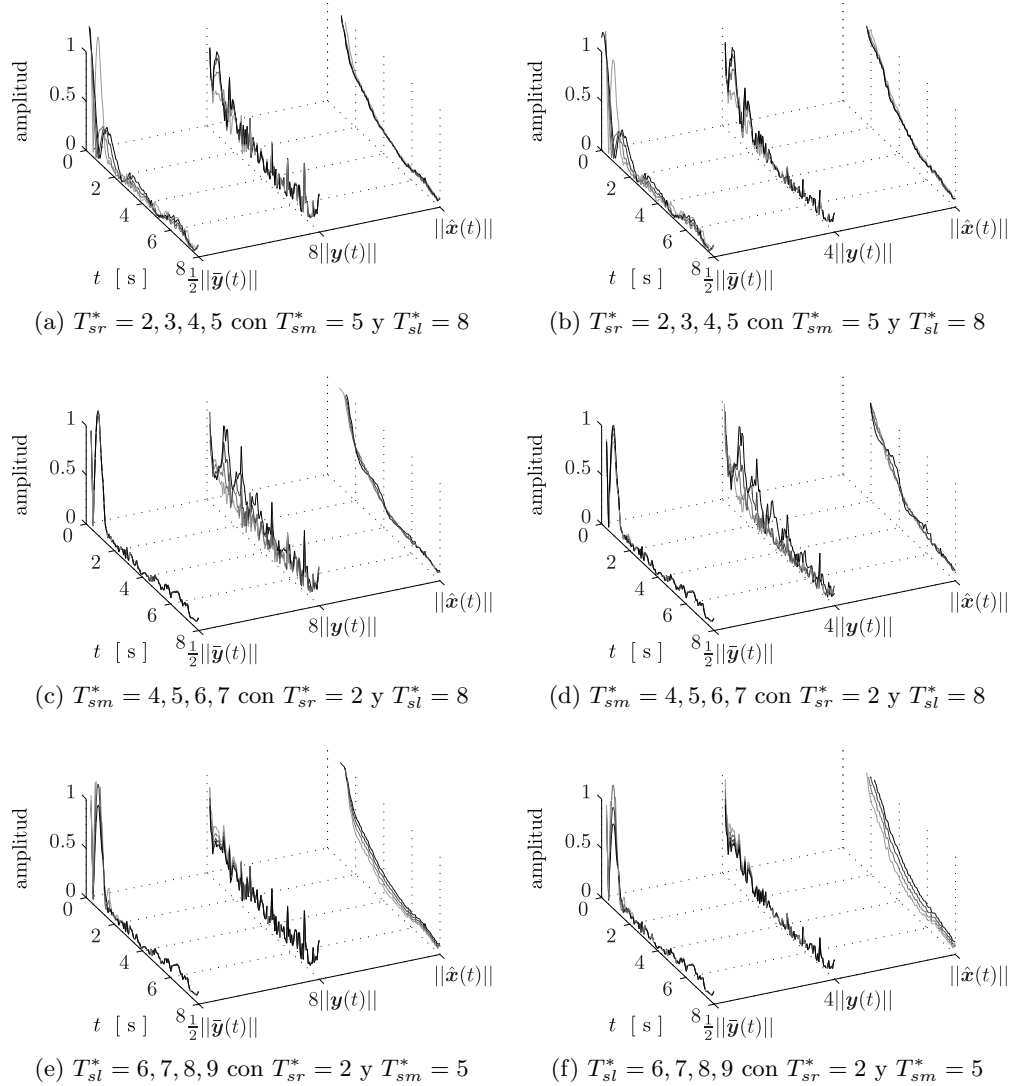 amplitud
1
0.5
0
0
2
4
6
8
t [ s ]
½||ȳ(t)||
8||y(t)||
||x̂(t)||
(a) T*sr = 2, 3, 4, 5 con T*sm = 5 y T*sl = 8
amplitud
1
0.5
0
0
2
4
6
8
t [ s ]
½||ȳ(t)||
4||y(t)||
||x̂(t)||
(b) T*sr = 2, 3, 4, 5 con T*sm = 5 y T*sl = 8
amplitud
1
0.5
0
0
2
4
6
8
t [ s ]
½||ȳ(t)||
8||y(t)||
||x̂(t)||
(c) T*sm = 4, 5, 6, 7 con T*sr = 2 y T*sl = 8
amplitud
1
0.5
0
0
2
4
6
8
t [ s ]
½||ȳ(t)||
4||y(t)||
||x̂(t)||
(d) T*sm = 4, 5, 6, 7 con T*sr = 2 y T*sl = 8
amplitud
1
0.5
0
0
2
4
6
8
t [ s ]
½||ȳ(t)||
8||y(t)||
||x̂(t)||
(e) T*sl = 6, 7, 8, 9 con T*sr = 2 y T*sm = 5
amplitud
1
0.5
0
0
2
4
6
8
t [ s ]
½||ȳ(t)||
4||y(t)||
||x̂(t)||
(f) T*sl = 6, 7, 8, 9 con T*sr = 2 y T*sm = 5